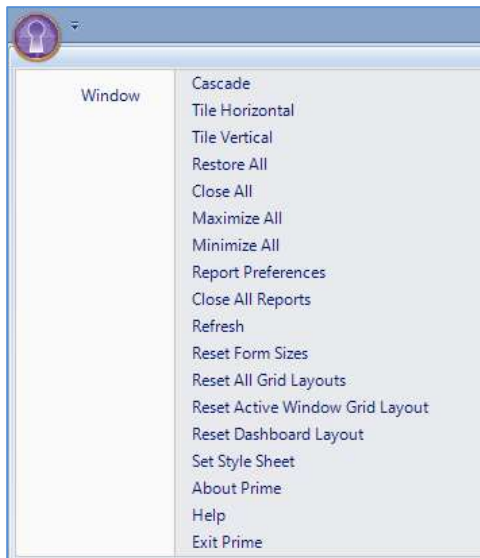 Window
Cascade
Tile Horizontal
Tile Vertical
Restore All
Close All
Maximize All
Minimize All
Report Preferences
Close All Reports
Refresh
Reset Form Sizes
Reset All Grid Layouts
Reset Active Window Grid Layout
Reset Dashboard Layout
Set Style Sheet
About Prime
Help
Exit Prime